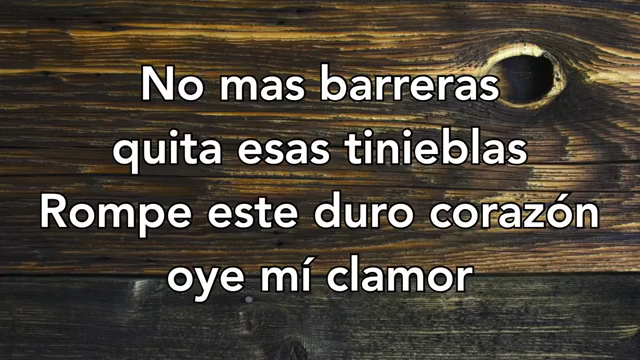 No mas barreras
quita esas tinieblas
Rompe este duro corazón
oye mí clamor